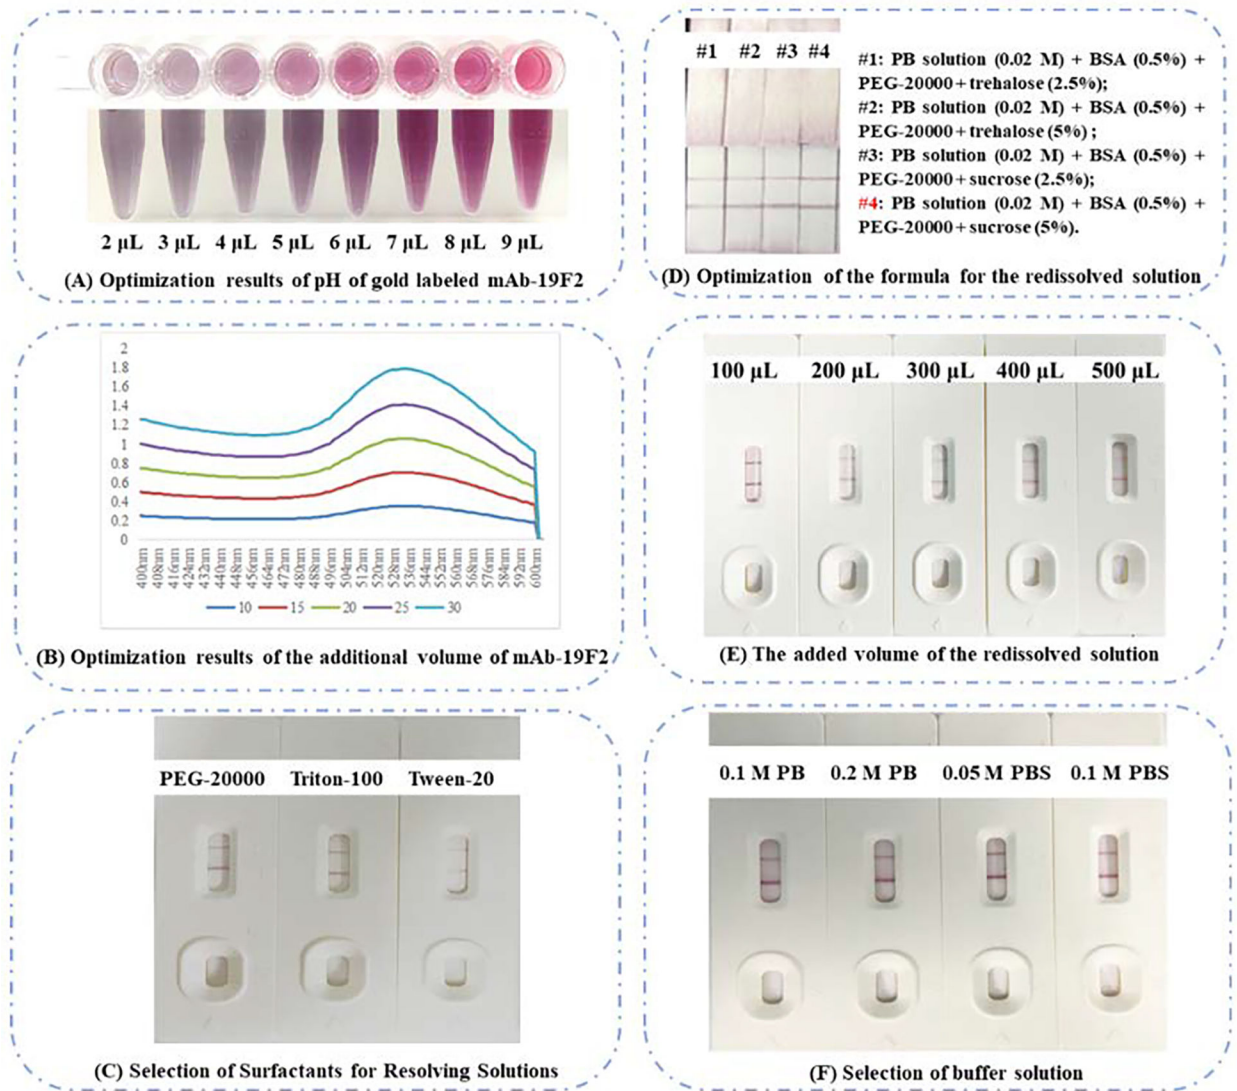 2 μL 3 μL 4 μL 5 μL 6 μL 7 μL 8 μL 9 μL
(A) Optimization results of pH of gold labeled mAb-19F2
#1 #2 #3 #4
#1: PB solution (0.02 M) + BSA (0.5%) +
PEG-20000 + trehalose (2.5%);
#2: PB solution (0.02 M) + BSA (0.5%) +
PEG-20000 + trehalose (5%) ;
#3: PB solution (0.02 M) + BSA (0.5%) +
PEG-20000 + sucrose (2.5%);
#4: PB solution (0.02 M) + BSA (0.5%) +
PEG-20000 + sucrose (5%).
(D) Optimization of the formula for the redissolved solution
2
1.8
1.6
1.4
1.2
1
0.8
0.6
0.4
0.2
0
400nm 408nm 416nm 424nm 432nm 440nm 448nm 456nm 464nm 472nm 480nm 488nm 496nm 504nm 512nm 520nm 528nm 536nm 544nm 552nm 560nm 568nm 576nm 584nm 592nm 600nm
10 15 20 25 30
(B) Optimization results of the additional volume of mAb-19F2
100 μL 200 μL 300 μL 400 μL 500 μL
(E) The added volume of the redissolved solution
PEG-20000 Triton-100 Tween-20
(C) Selection of Surfactants for Resolving Solutions
0.1 M PB 0.2 M PB 0.05 M PBS 0.1 M PBS
(F) Selection of buffer solution